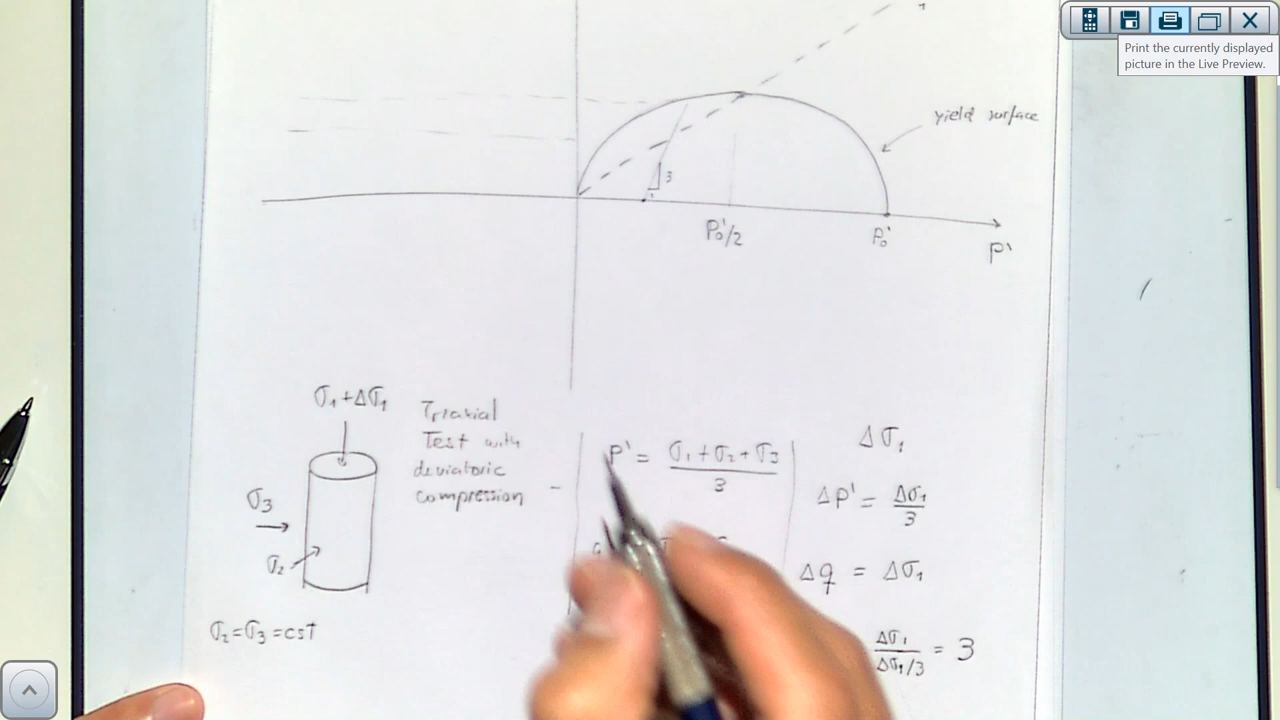 Print the currently displayed
picture in the Live Preview.
yield surface
3
P₀'/2
P₀'
P'
σ₁+Δσ₁
Triaxial
Test with
deviatoric
compression
σ₃
σ₂
σ₂=σ₃=cst
P' = σ₁+σ₂+σ₃ / 3
q
Δσ₁
ΔP' = Δσ₁ / 3
Δq = Δσ₁
Δσ₁ / Δσ₁/3 = 3